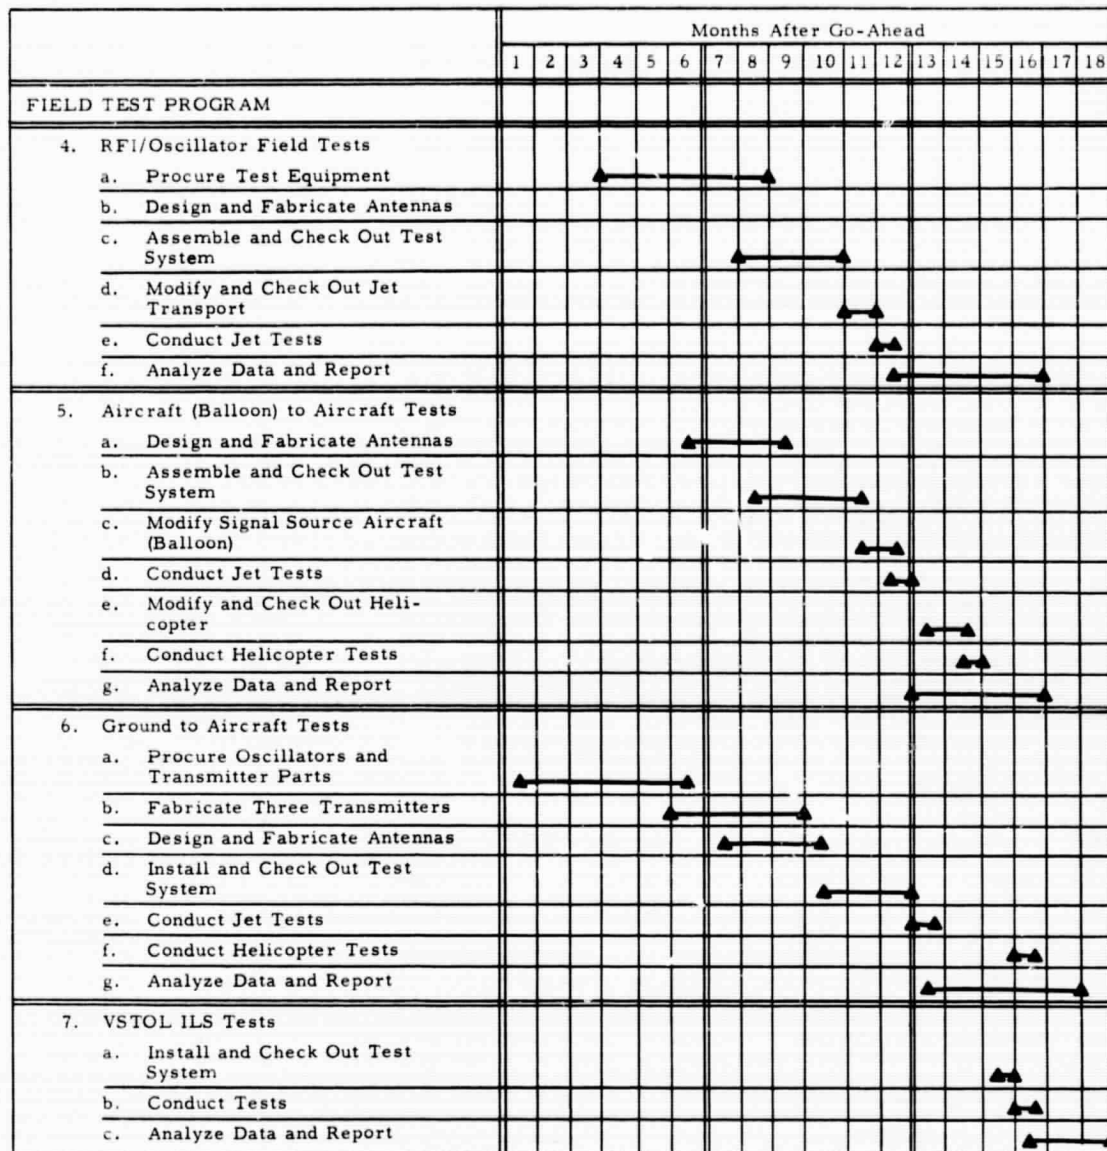 Months After Go-Ahead
1 2 3 4 5 6 7 8 9 10 11 12 13 14 15 16 17 18
FIELD TEST PROGRAM
4. RFI/Oscillator Field Tests
a. Procure Test Equipment
b. Design and Fabricate Antennas
c. Assemble and Check Out Test
System
d. Modify and Check Out Jet
Transport
e. Conduct Jet Tests
f. Analyze Data and Report
5. Aircraft (Balloon) to Aircraft Tests
a. Design and Fabricate Antennas
b. Assemble and Check Out Test
System
c. Modify Signal Source Aircraft
(Balloon)
d. Conduct Jet Tests
e. Modify and Check Out Heli-
copter
f. Conduct Helicopter Tests
g. Analyze Data and Report
6. Ground to Aircraft Tests
a. Procure Oscillators and
Transmitter Parts
b. Fabricate Three Transmitters
c. Design and Fabricate Antennas
d. Install and Check Out Test
System
e. Conduct Jet Tests
f. Conduct Helicopter Tests
g. Analyze Data and Report
7. VSTOL ILS Tests
a. Install and Check Out Test
System
b. Conduct Tests
c. Analyze Data and Report